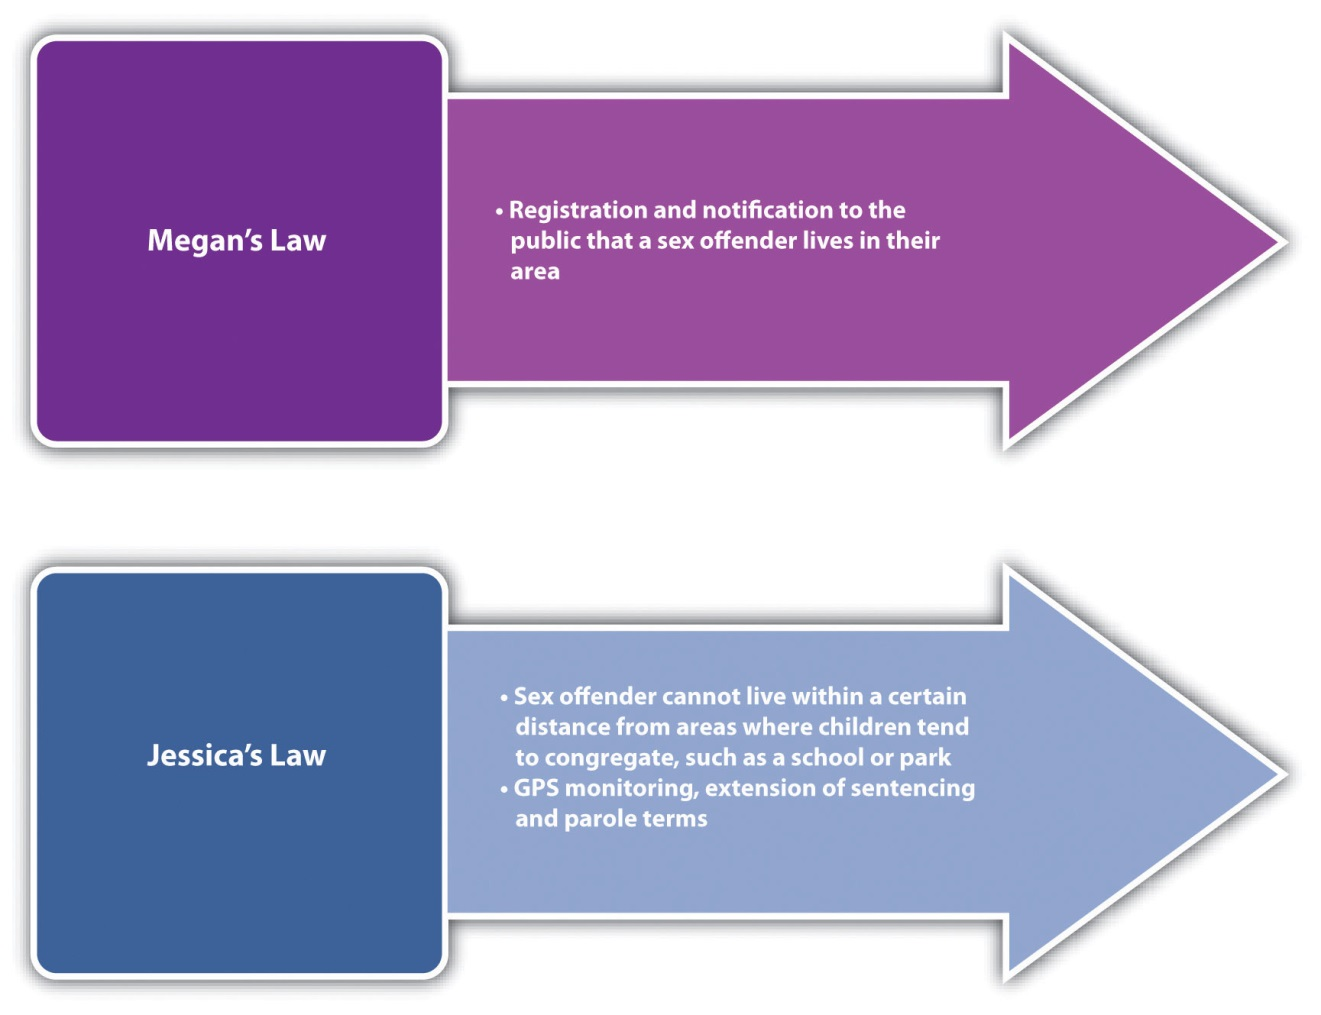 Megan’s Law
• Registration and notification to the
public that a sex offender lives in their
area
Jessica’s Law
• Sex offender cannot live within a certain
distance from areas where children tend
to congregate, such as a school or park
• GPS monitoring, extension of sentencing
and parole terms